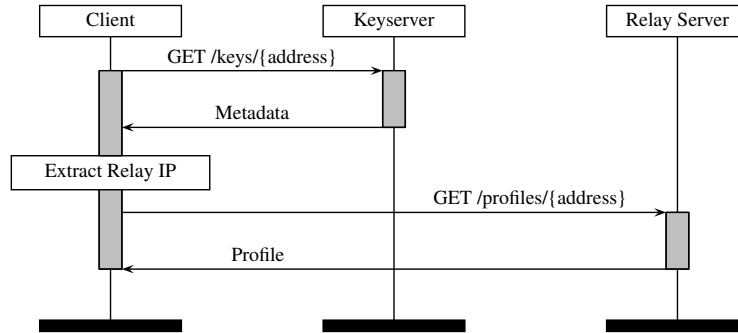 Client
Keyserver
Relay Server
GET /keys/{address}
Metadata
Extract Relay IP
GET /profiles/{address}
Profile